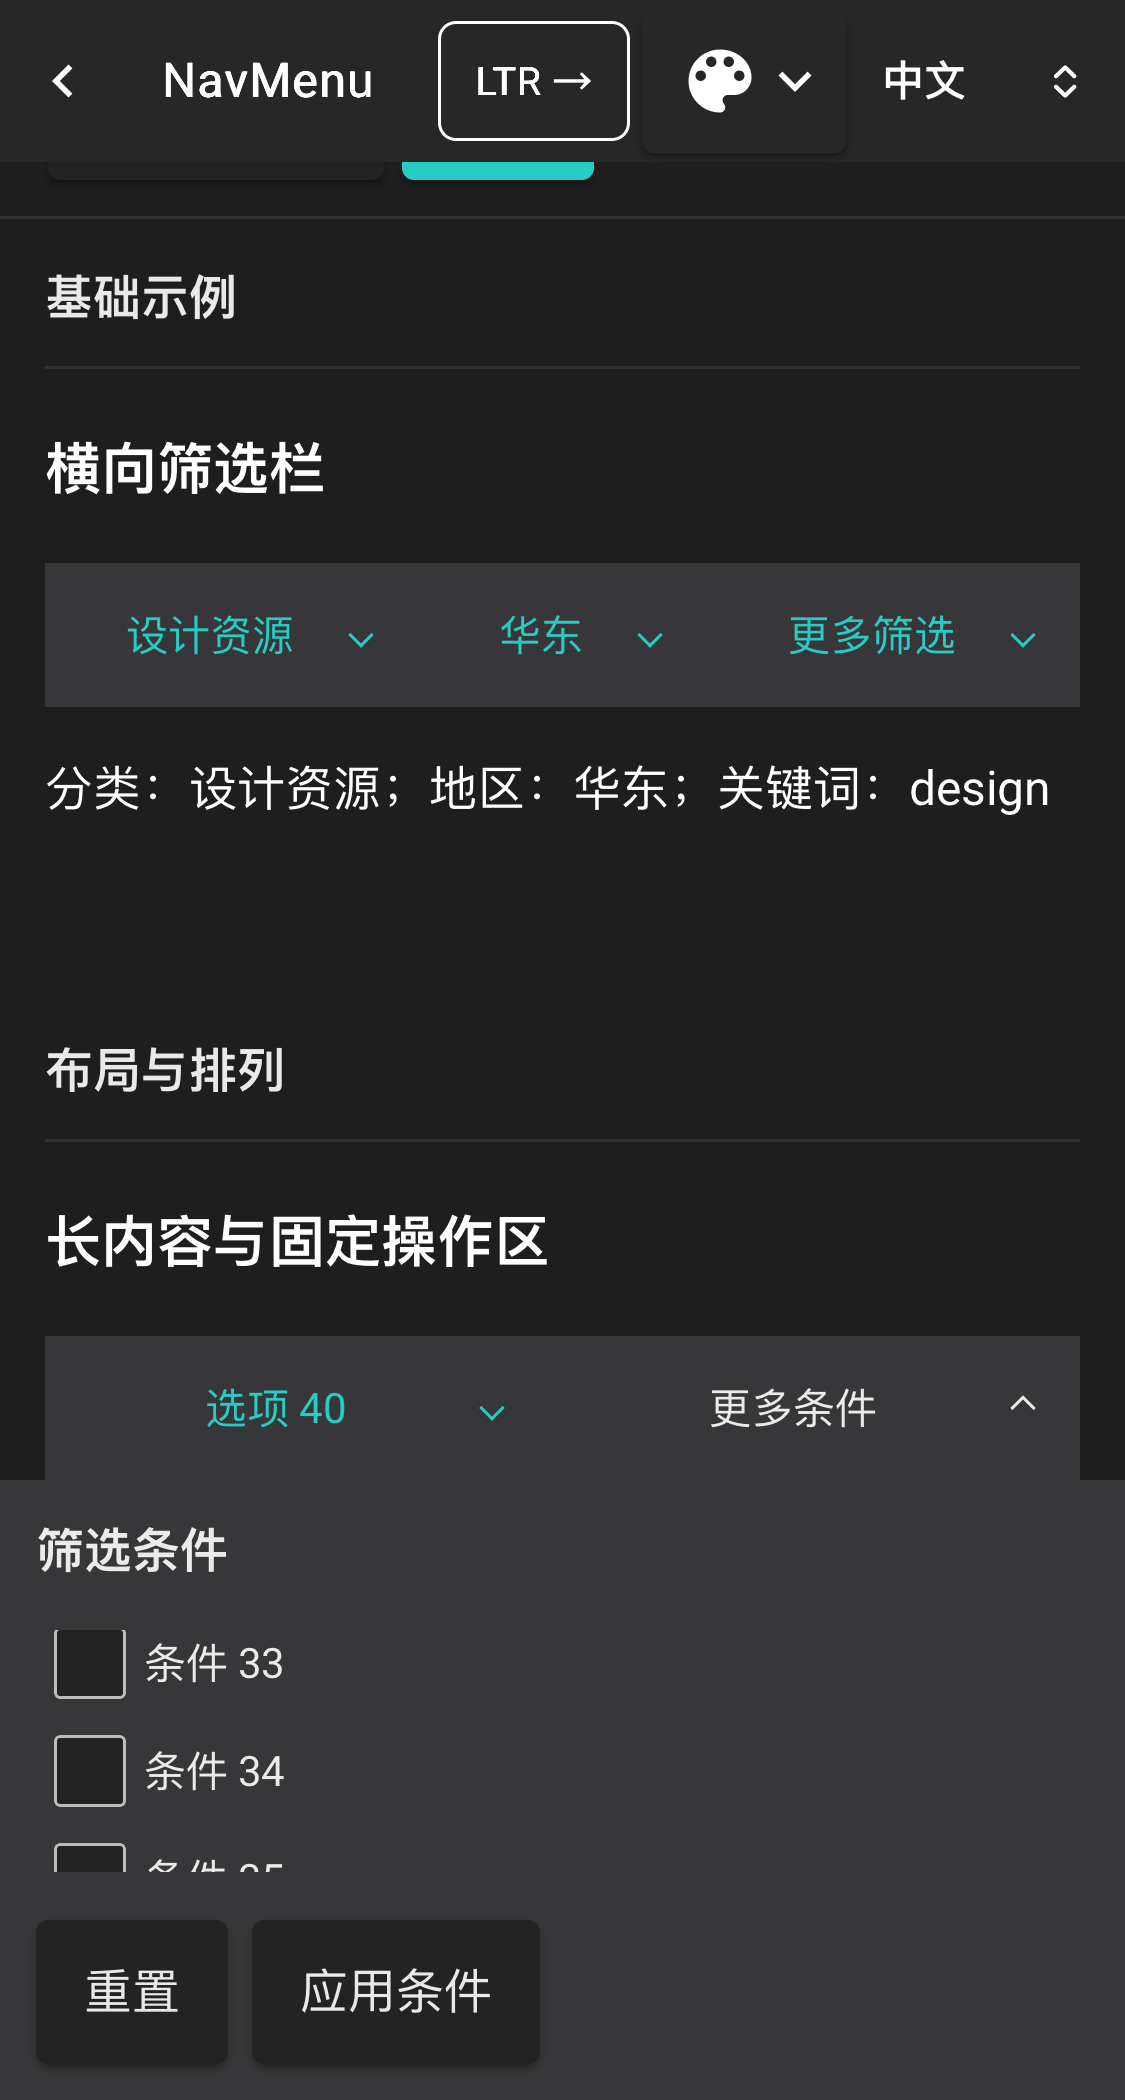 NavMenu LTR → 中文
基础示例
横向筛选栏
设计资源 华东 更多筛选
分类：设计资源；地区：华东；关键词：design
布局与排列
长内容与固定操作区
选项 40 更多条件
筛选条件
条件 33
条件 34
条件 35
重置 应用条件